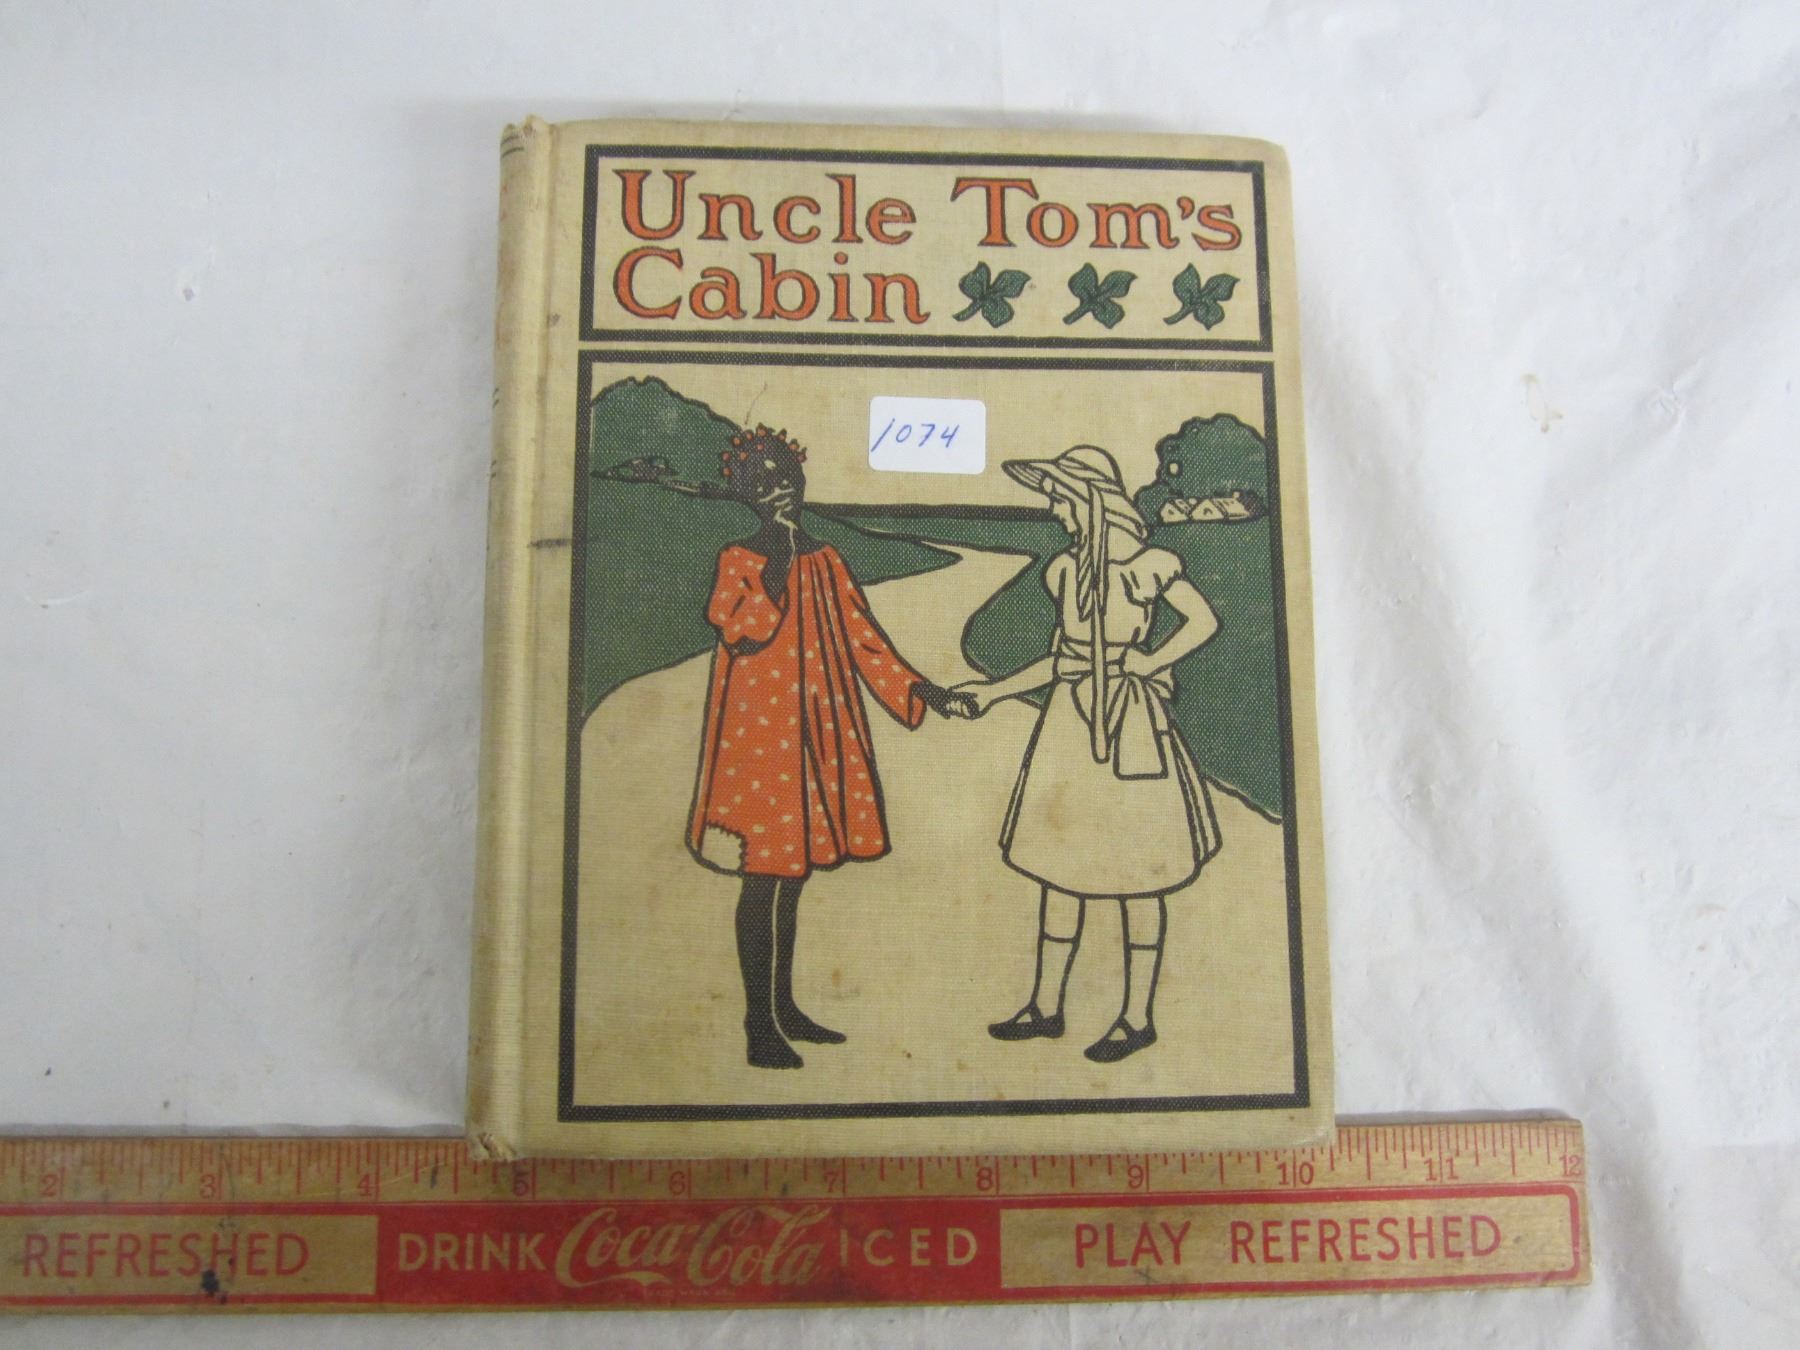 Uncle Tom's
Cabin
1074
2 3 4 5 6 7 8 9 10 11 12
REFRESHED DRINK Coca-Cola ICED PLAY REFRESHED